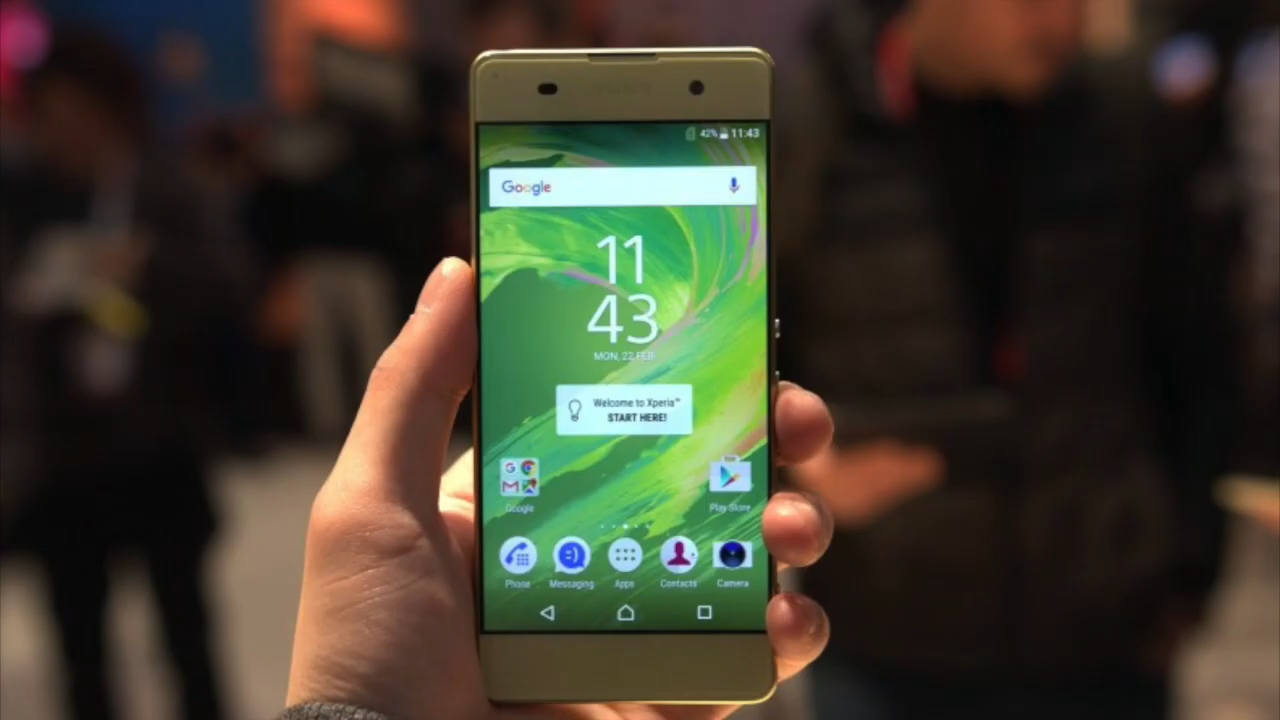 42% 11:43
Google
11
43
MON, 22 FEB
Welcome to Xperia™
START HERE!
Google
Play Store
Phone
Messaging
Apps
Contacts
Camera